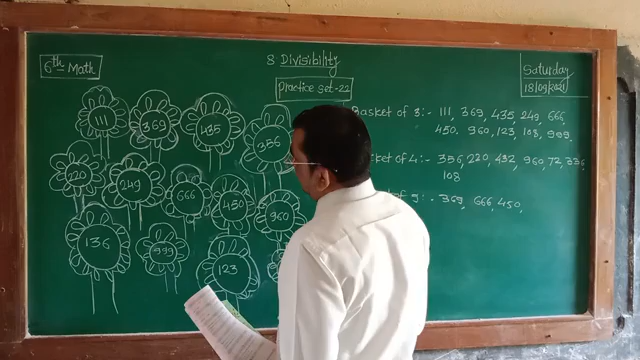 6th Math
8 Divisibility
Saturday
18/09/2021
Practice set-22
111
369
435
356
220
249
666
450
960
136
999
123
Basket of 3:- 111, 369, 435, 249, 666,
450. 960, 123, 108, 999.
ket of 4:- 356, 220, 432, 960, 72, 336,
108
of 9:- 369, 666, 450,